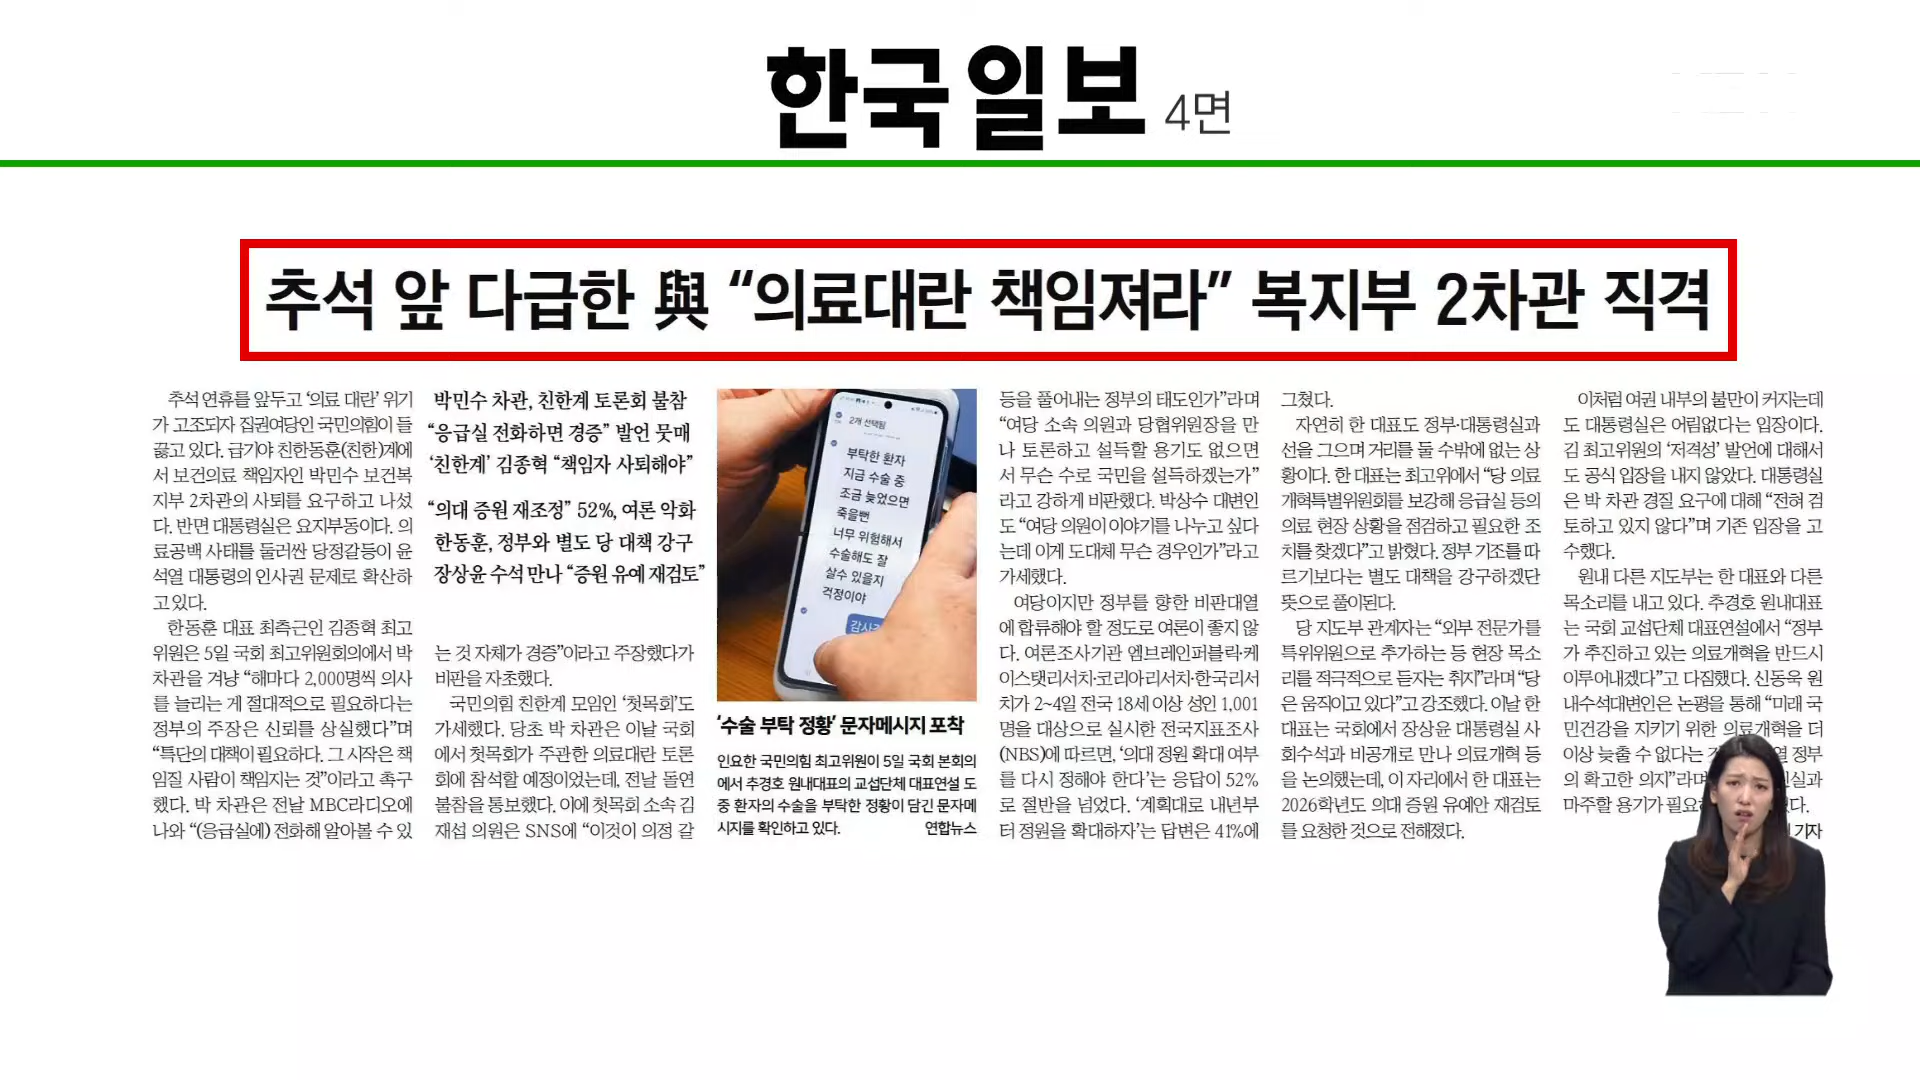 한국일보 4면
추석 앞 다급한 與 “의료대란 책임져라” 복지부 2차관 직격
추석 연휴를 앞두고 ‘의료 대란’ 위기
가 고조되자 집권여당인 국민의힘이 들
끓고 있다. 급기야 친한동훈(친한)계에
서 보건의료 책임자인 박민수 보건복
지부 2차관의 사퇴를 요구하고 나섰
다. 반면 대통령실은 요지부동이다. 의
료공백 사태를 둘러싼 당정갈등이 윤
석열 대통령의 인사권 문제로 확산하
고 있다.
한동훈 대표 최측근인 김종혁 최고
위원은 5일 국회 최고위원회의에서 박
차관을 겨냥 “해마다 2,000명씩 의사
를 늘리는 게 절대적으로 필요하다는
정부의 주장은 신뢰를 상실했다”며
“특단의 대책이 필요하다. 그 시작은 책
임질 사람이 책임지는 것”이라고 촉구
했다. 박 차관은 전날 MBC라디오에
나와 “(응급실에) 전화해 알아볼 수 있
박민수 차관, 친한계 토론회 불참
“응급실 전화하면 경증” 발언 뭇매
‘친한계’ 김종혁 “책임자 사퇴해야”
“의대 증원 재조정” 52%, 여론 악화
한동훈, 정부와 별도 당 대책 강구
장상윤 수석 만나 “증원 유예 재검토”
는 것 자체가 경증”이라고 주장했다가
비판을 자초했다.
국민의힘 친한계 모임인 ‘첫목회’도
가세했다. 당초 박 차관은 이날 국회
에서 첫목회가 주관한 의료대란 토론
회에 참석할 예정이었는데, 전날 돌연
불참을 통보했다. 이에 첫목회 소속 김
재섭 의원은 SNS에 “이것이 의정 갈
2개 선택됨
부탁한 환자
지금 수술 중
조금 늦었으면
죽을뻔
너무 위험해서
수술해도 잘
살수 있을지
걱정이야
감사
‘수술 부탁 정황’ 문자메시지 포착
인요한 국민의힘 최고위원이 5일 국회 본회의
에서 추경호 원내대표의 교섭단체 대표연설 도
중 환자의 수술을 부탁한 정황이 담긴 문자메
시지를 확인하고 있다. 연합뉴스
등을 풀어내는 정부의 태도인가”라며
“여당 소속 의원과 당협위원장을 만
나 토론하고 설득할 용기도 없으면
서 무슨 수로 국민을 설득하겠는가”
라고 강하게 비판했다. 박상수 대변인
도 “여당 의원이 이야기를 나누고 싶다
는데 이게 도대체 무슨 경우인가”라고
가세했다.
여당이지만 정부를 향한 비판대열
에 합류해야 할 정도로 여론이 좋지 않
다. 여론조사기관 엠브레인퍼블릭·케
이스탯리서치·코리아리서치·한국리서
치가 2~4일 전국 18세 이상 성인 1,001
명을 대상으로 실시한 전국지표조사
(NBS)에 따르면, ‘의대 정원 확대 여부
를 다시 정해야 한다’는 응답이 52%
로 절반을 넘었다. ‘계획대로 내년부
터 정원을 확대하자’는 답변은 41%에
그쳤다.
자연히 한 대표도 정부·대통령실과
선을 그으며 거리를 둘 수밖에 없는 상
황이다. 한 대표는 최고위에서 “당 의료
개혁특별위원회를 보강해 응급실 등의
의료 현장 상황을 점검하고 필요한 조
치를 찾겠다”고 밝혔다. 정부 기조를 따
르기보다는 별도 대책을 강구하겠단
뜻으로 풀이된다.
당 지도부 관계자는 “외부 전문가를
특위위원으로 추가하는 등 현장 목소
리를 적극적으로 듣자는 취지”라며 “당
은 움직이고 있다”고 강조했다. 이날 한
대표는 국회에서 장상윤 대통령실 사
회수석과 비공개로 만나 의료개혁 등
을 논의했는데, 이 자리에서 한 대표는
2026학년도 의대 증원 유예안 재검토
를 요청한 것으로 전해졌다.
이처럼 여권 내부의 불만이 커지는데
도 대통령실은 어림없다는 입장이다.
김 최고위원의 ‘저격성’ 발언에 대해서
도 공식 입장을 내지 않았다. 대통령실
은 박 차관 경질 요구에 대해 “전혀 검
토하고 있지 않다”며 기존 입장을 고
수했다.
원내 다른 지도부는 한 대표와 다른
목소리를 내고 있다. 추경호 원내대표
는 국회 교섭단체 대표연설에서 “정부
가 추진하고 있는 의료개혁을 반드시
이루어내겠다”고 다짐했다. 신동욱 원
내수석대변인은 논평을 통해 “미래 국
민건강을 지키기 위한 의료개혁을 더
이상 늦출 수 없다는 정부
의 확고한 의지”라며
마주할 용기가
기자